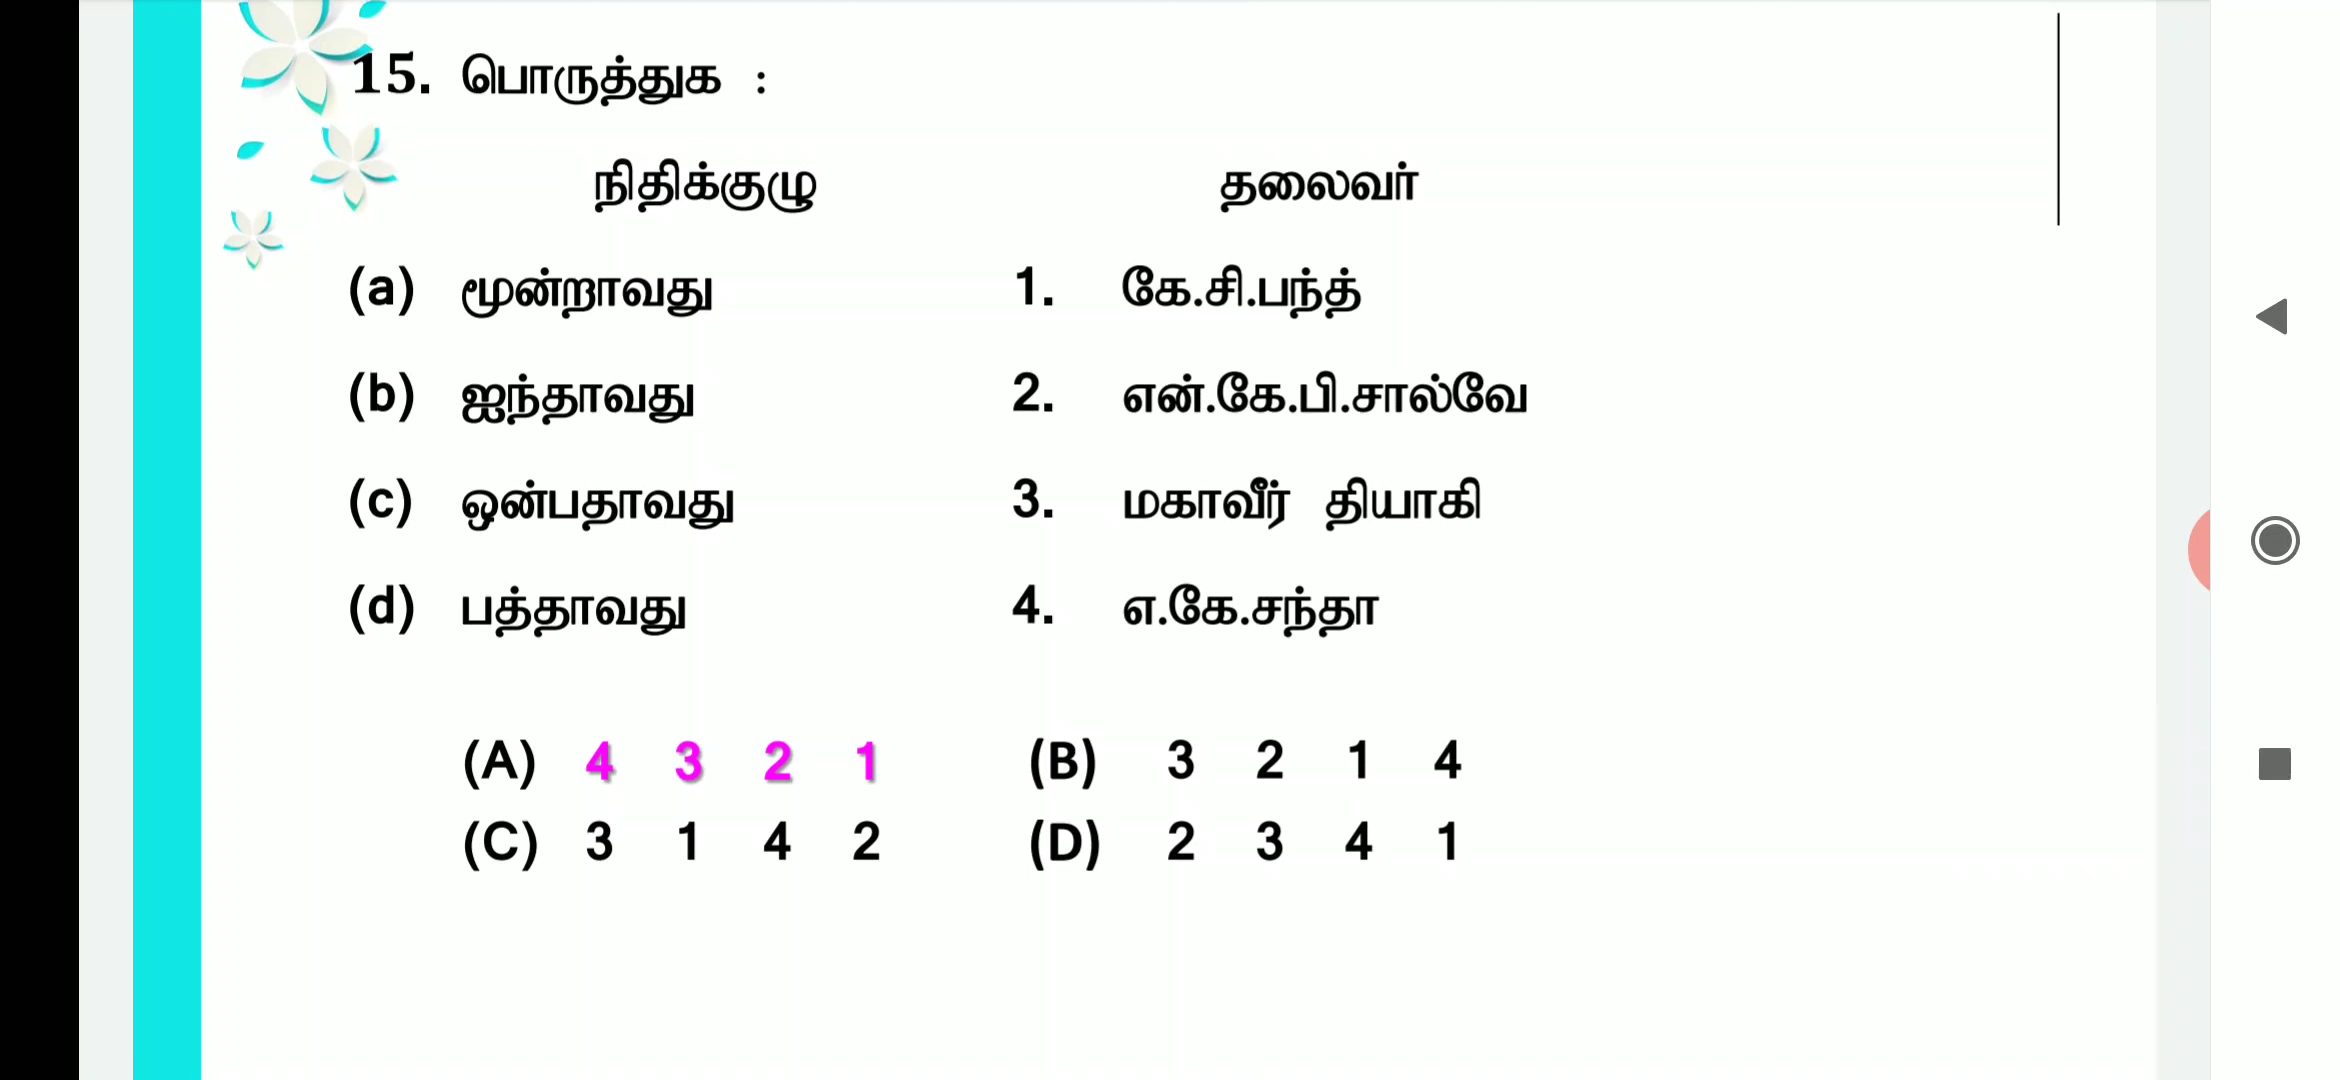 15. பொருத்துக :
நிதிக்குழு தலைவர்
(a) மூன்றாவது 1. கே.சி.பந்த்
(b) ஐந்தாவது 2. என்.கே.பி.சால்வே
(c) ஒன்பதாவது 3. மகாவீர் தியாகி
(d) பத்தாவது 4. எ.கே.சந்தா
(A) 4 3 2 1 (B) 3 2 1 4
(C) 3 1 4 2 (D) 2 3 4 1